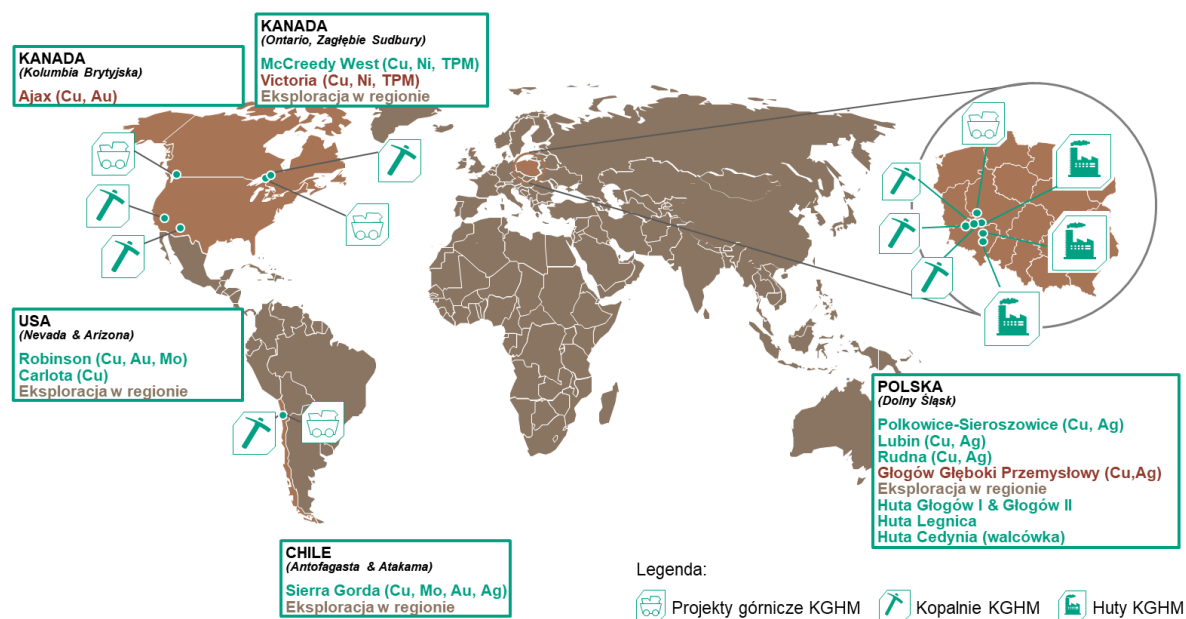 KANADA
(Kolumbia Brytyjska)
Ajax (Cu, Au)
KANADA
(Ontario, Zagłębie Sudbury)
McCreedy West (Cu, Ni, TPM)
Victoria (Cu, Ni, TPM)
Eksploracja w regionie
USA
(Nevada & Arizona)
Robinson (Cu, Au, Mo)
Carlota (Cu)
Eksploracja w regionie
POLSKA
(Dolny Śląsk)
Polkowice-Sieroszowice (Cu, Ag)
Lubin (Cu, Ag)
Rudna (Cu, Ag)
Głogów Głęboki Przemysłowy (Cu,Ag)
Eksploracja w regionie
Huta Głogów I & Głogów II
Huta Legnica
Huta Cedynia (walcówka)
CHILE
(Antofagasta & Atakama)
Sierra Gorda (Cu, Mo, Au, Ag)
Eksploracja w regionie
Legenda:
Projekty górnicze KGHM
Kopalnie KGHM
Huty KGHM